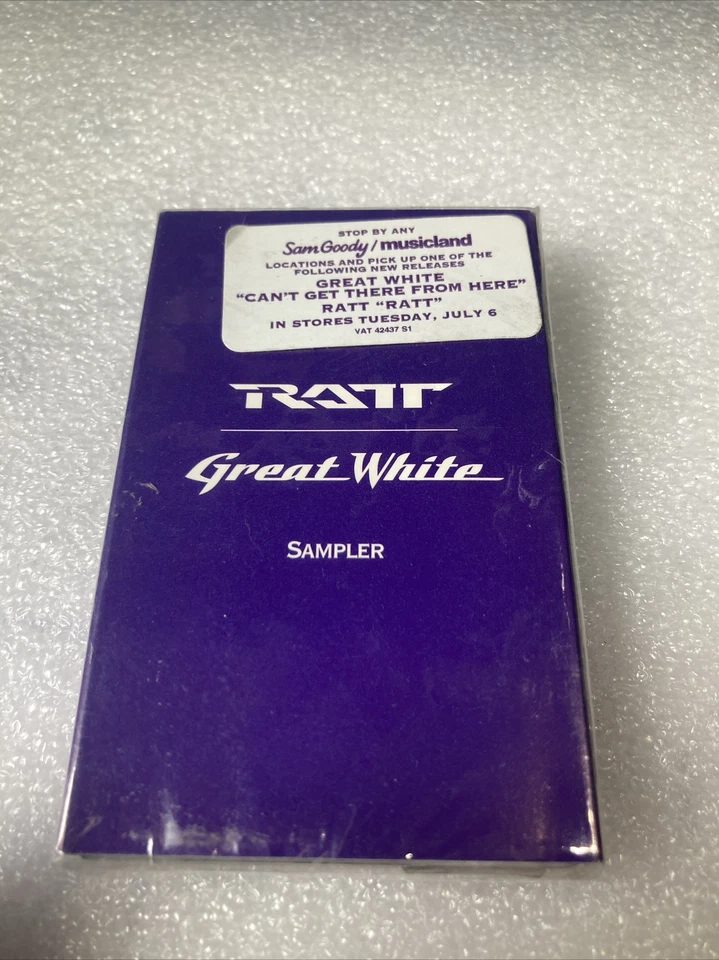 STOP BY ANY
Sam Goody / musicland
LOCATIONS AND PICK UP ONE OF THE
FOLLOWING NEW RELEASES
GREAT WHITE
"CAN'T GET THERE FROM HERE"
RATT "RATT"
IN STORES TUESDAY, JULY 6
VAT 42437 S1
RATT
Great White
SAMPLER